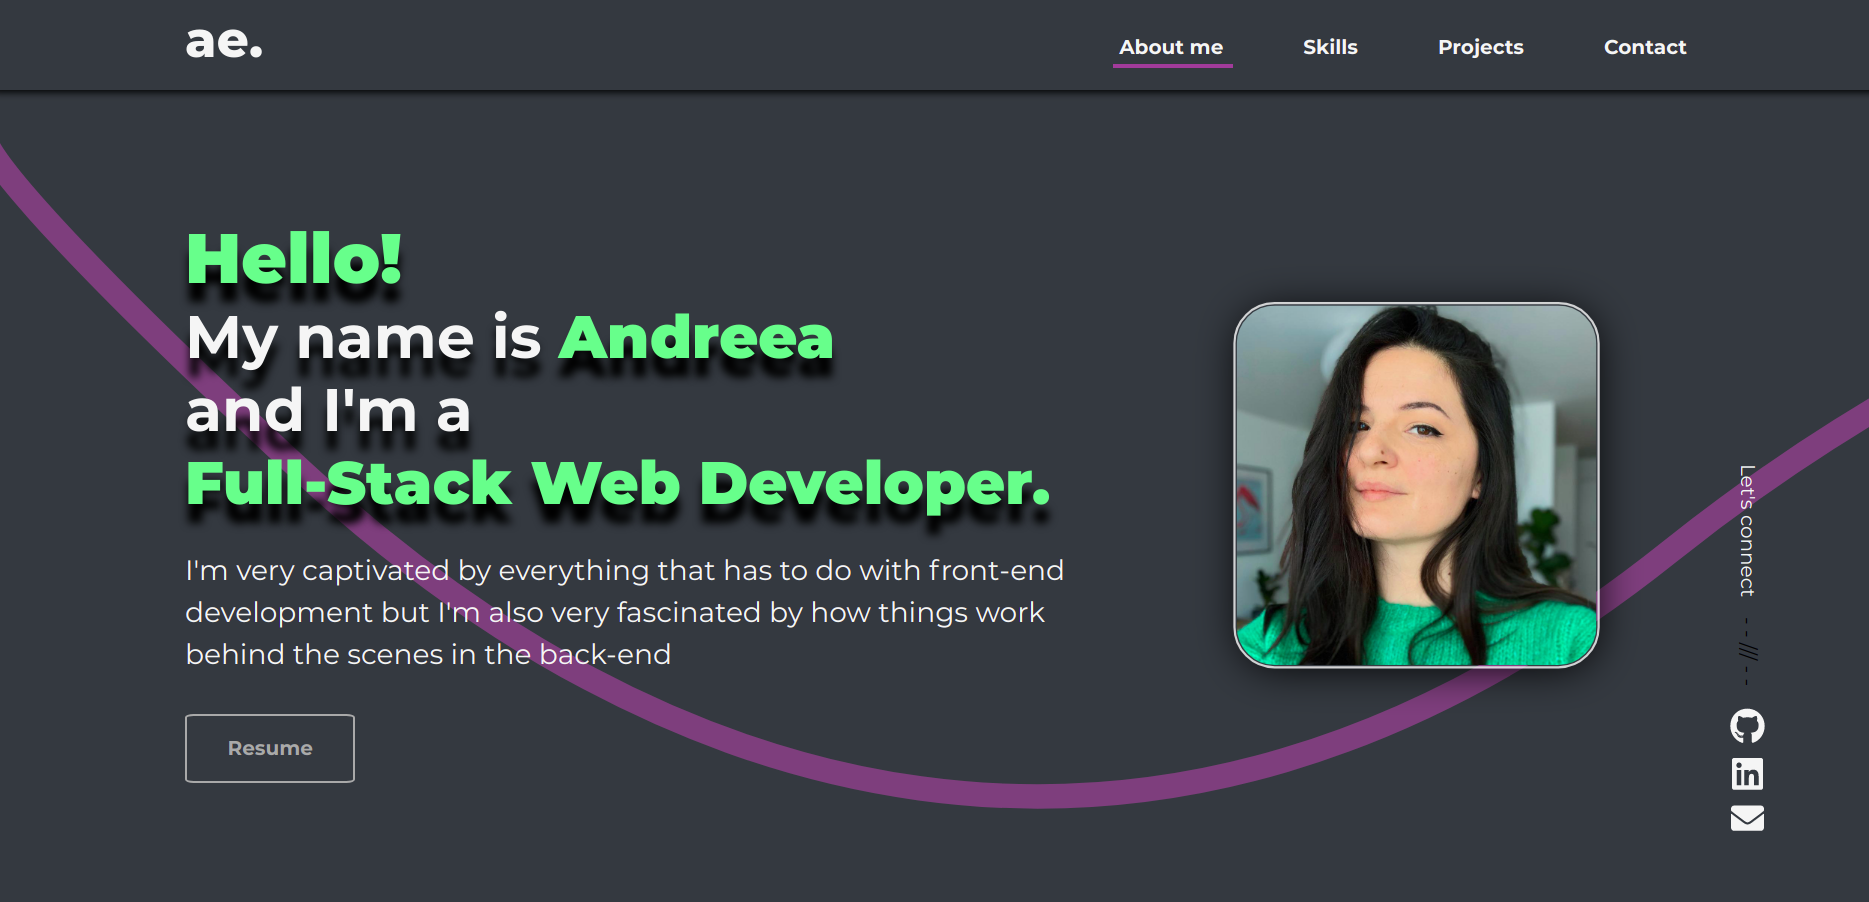 ae.
About me
Skills
Projects
Contact
Hello!
My name is Andreea
and I'm a
Full-Stack Web Developer.
I'm very captivated by everything that has to do with front-end
development but I'm also very fascinated by how things work
behind the scenes in the back-end
Resume
Let's connect
- - /// - -
in